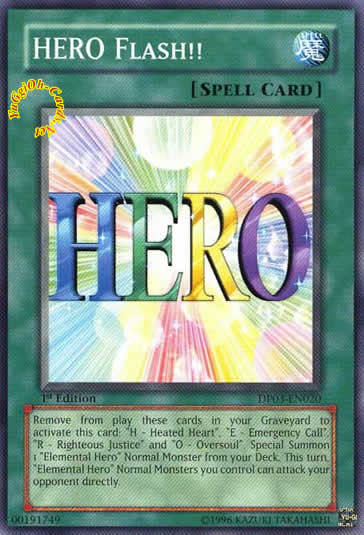 HERO FLASH!!
魔
[SPELL CARD]
YuGgiOh-Cards.Net
HERO
1st Edition
DP03-EN020
Remove from play these cards in your Graveyard to
activate this card: "H - Heated Heart", "E - Emergency Call",
"R - Righteous Justice" and "O - Oversoul". Special Summon
1 "Elemental Hero" Normal Monster from your Deck. This turn,
"Elemental Hero" Normal Monsters you control can attack your
opponent directly.
00191749
©1996 KAZUKI TAKAHASHI